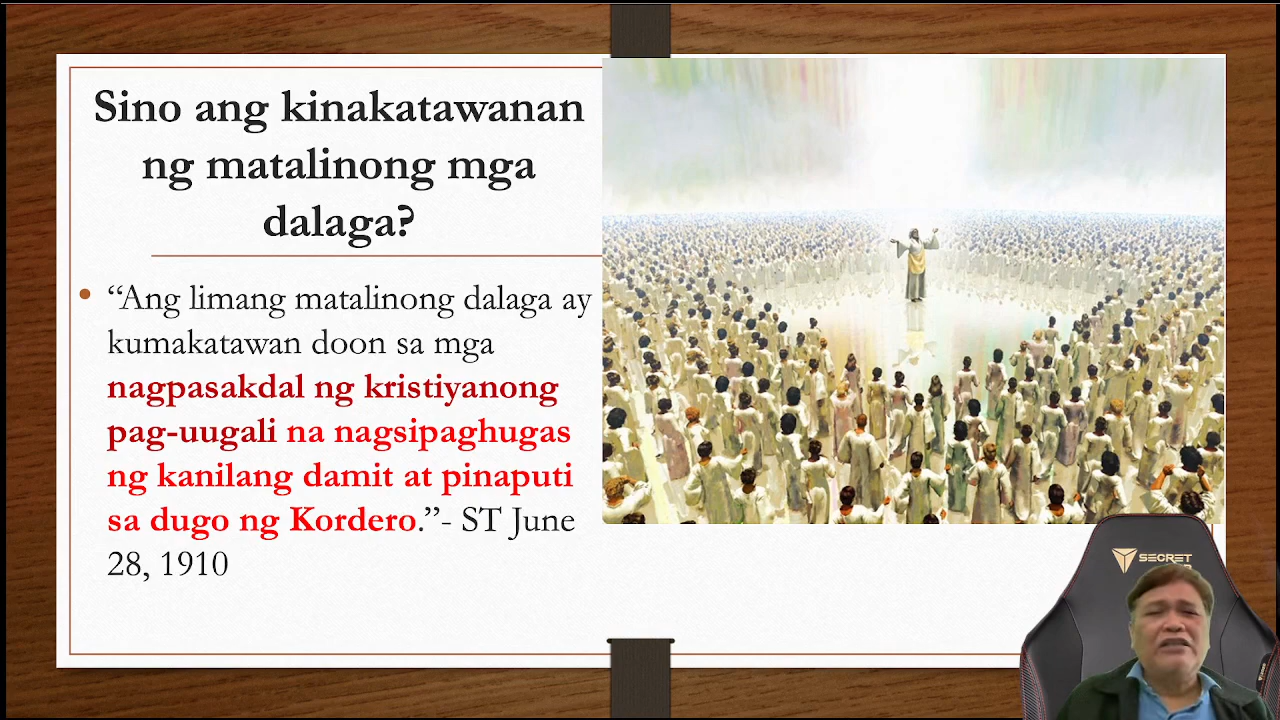 Sino ang kinakatawanan
ng matalinong mga
dalaga?
“Ang limang matalinong dalaga ay
kumakatawan doon sa mga
nagpasakdal ng kristiyanong
pag-uugali na nagsipaghugas
ng kanilang damit at pinaputi
sa dugo ng Kordero.”- ST June
28, 1910
SECRET